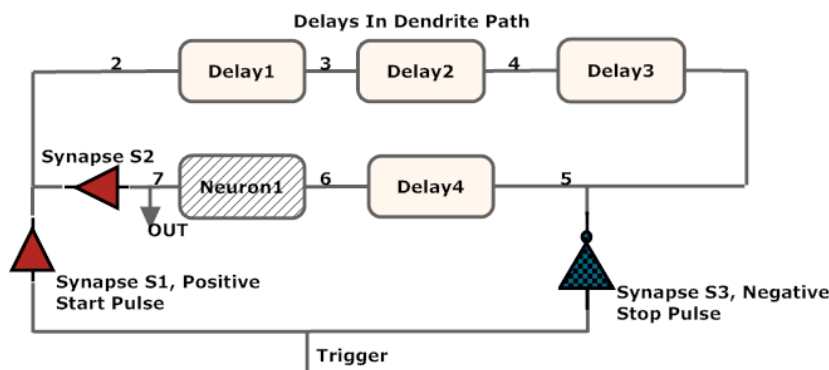 Delays In Dendrite Path
2
Delay1
3
Delay2
4
Delay3
Synapse S2
7
Neuron1
6
Delay4
5
OUT
Synapse S1, Positive
Start Pulse
Synapse S3, Negative
Stop Pulse
Trigger